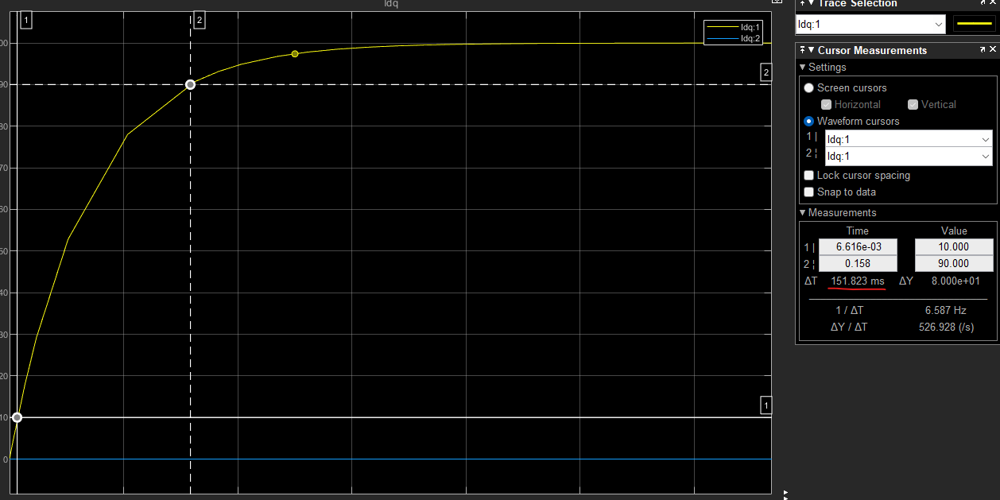 Idq
1
2
Idq:1
Idq:2
00
90
80
70
60
50
40
30
20
10
0
2
1
Trace Selection
Idq:1
Cursor Measurements
Settings
Screen cursors
Horizontal Vertical
Waveform cursors
1 | Idq:1
2 ¦ Idq:1
Lock cursor spacing
Snap to data
Measurements
Time Value
1 | 6.616e-03 10.000
2 ¦ 0.158 90.000
ΔT 151.823 ms ΔY 8.000e+01
1 / ΔT 6.587 Hz
ΔY / ΔT 526.928 (/s)